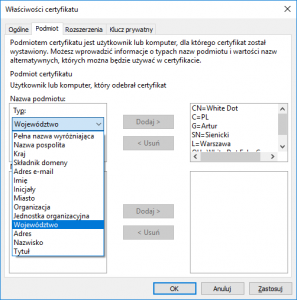 Właściwości certyfikatu
Ogólne Podmiot Rozszerzenia Klucz prywatny
Podmiotem certyfikatu jest użytkownik lub komputer, dla którego certyfikat został
wystawiony. Możesz wprowadzić informacje o typach nazw podmiotu i wartości nazw
alternatywnych, których można będzie używać w certyfikacie.
Podmiot certyfikatu
Użytkownik lub komputer, który odebrał certyfikat
Nazwa podmiotu:
Typ:
Województwo
Pełna nazwa wyróżniająca
Nazwa pospolita
Kraj
Składnik domeny
Adres e-mail
Imię
Inicjały
Miasto
Organizacja
Jednostka organizacyjna
Województwo
Adres
Nazwisko
Tytuł
Dodaj >
< Usuń
CN=White Dot
C=PL
G=Artur
SN=Sienicki
L=Warszawa
Dodaj >
< Usuń
OK Anuluj Zastosuj